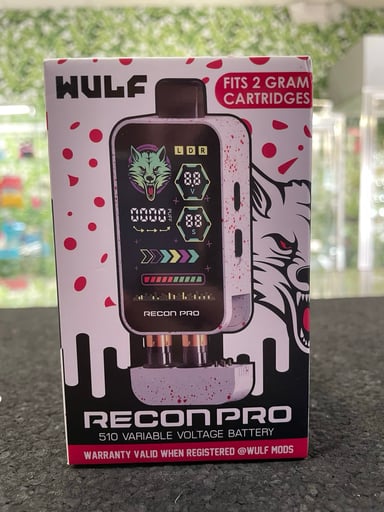 WULF
FITS 2 GRAM
CARTRIDGES
L D R
88
V
0000 PUFF
88
S
RECON PRO
RECON PRO
510 VARIABLE VOLTAGE BATTERY
WARRANTY VALID WHEN REGISTERED @WULF MODS